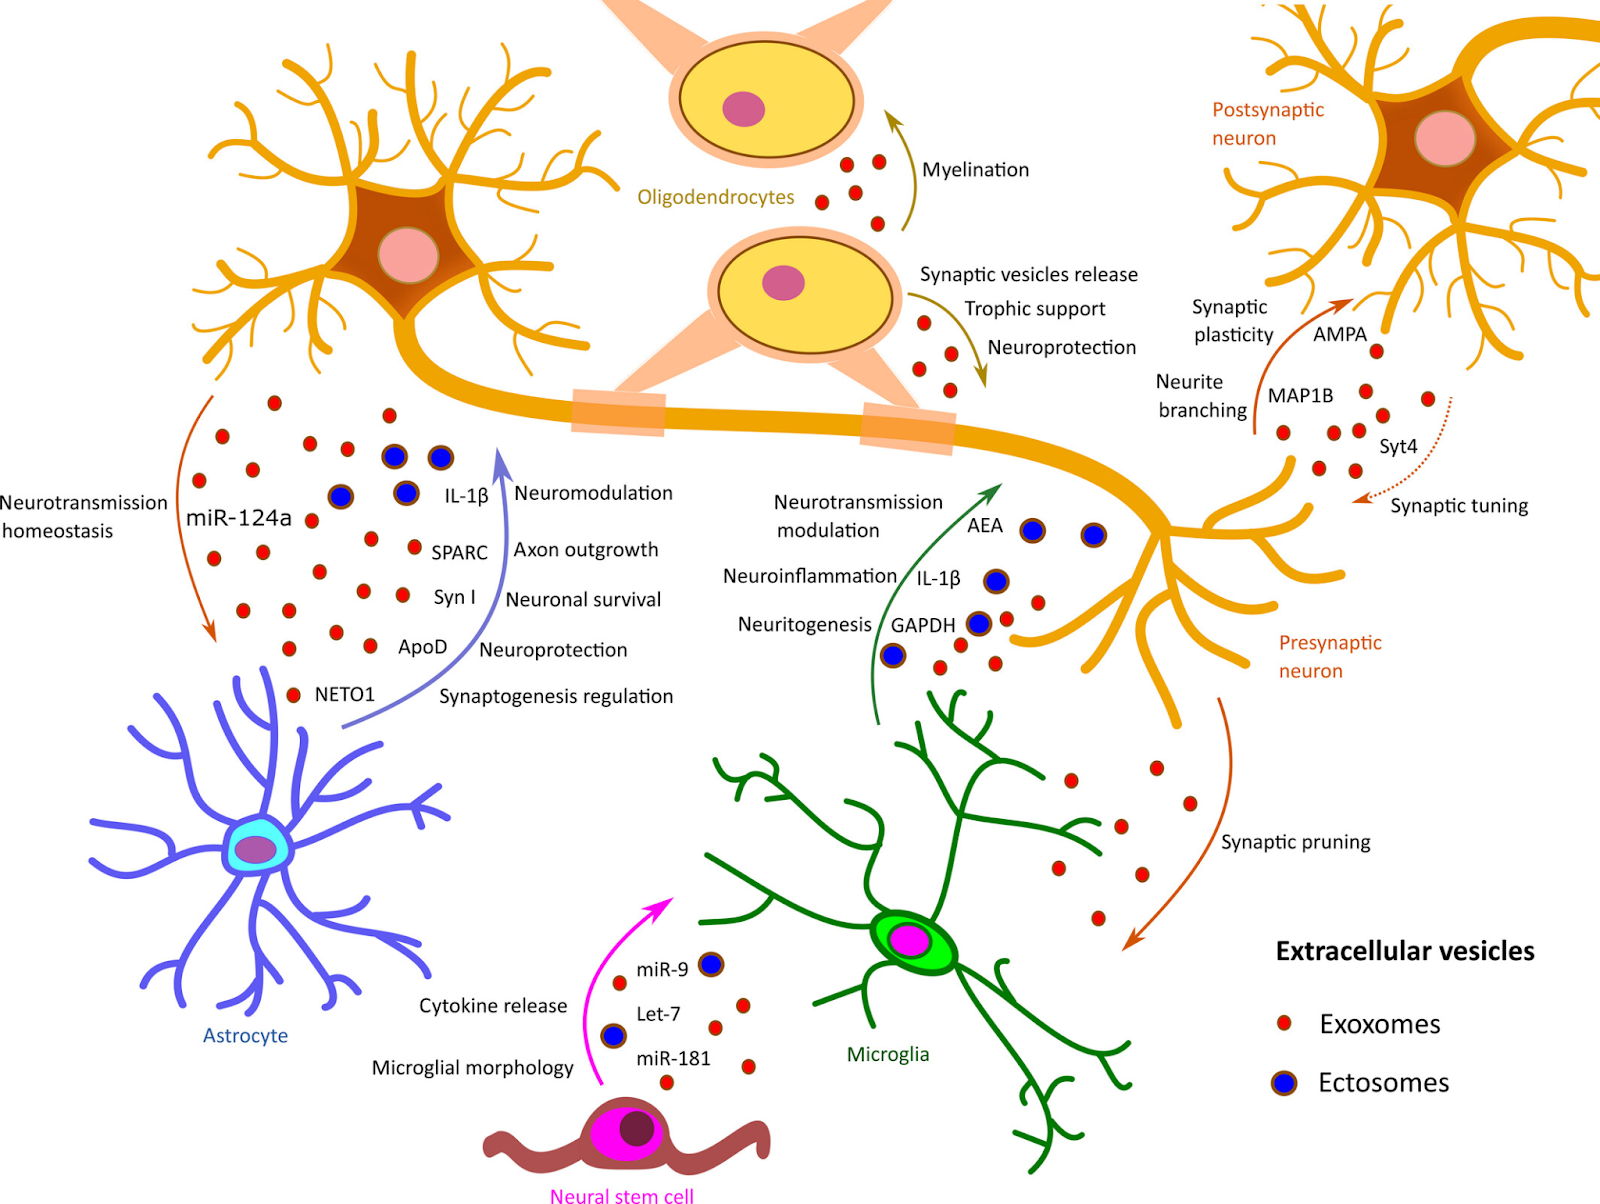 Postsynaptic
neuron
Myelination
Oligodendrocytes
Synaptic vesicles release
Trophic support
Neuroprotection
Synaptic
plasticity
AMPA
Neurite
branching
MAP1B
Syt4
Synaptic tuning
Neurotransmission
homeostasis
miR-124a
IL-1β
Neuromodulation
SPARC
Axon outgrowth
Syn I
Neuronal survival
ApoD
Neuroprotection
NETO1
Synaptogenesis regulation
Neurotransmission
modulation
AEA
Neuroinflammation
IL-1β
Neuritogenesis
GAPDH
Presynaptic
neuron
Synaptic pruning
Astrocyte
Cytokine release
Microglial morphology
miR-9
Let-7
miR-181
Microglia
Neural stem cell
Extracellular vesicles
Exoxomes
Ectosomes